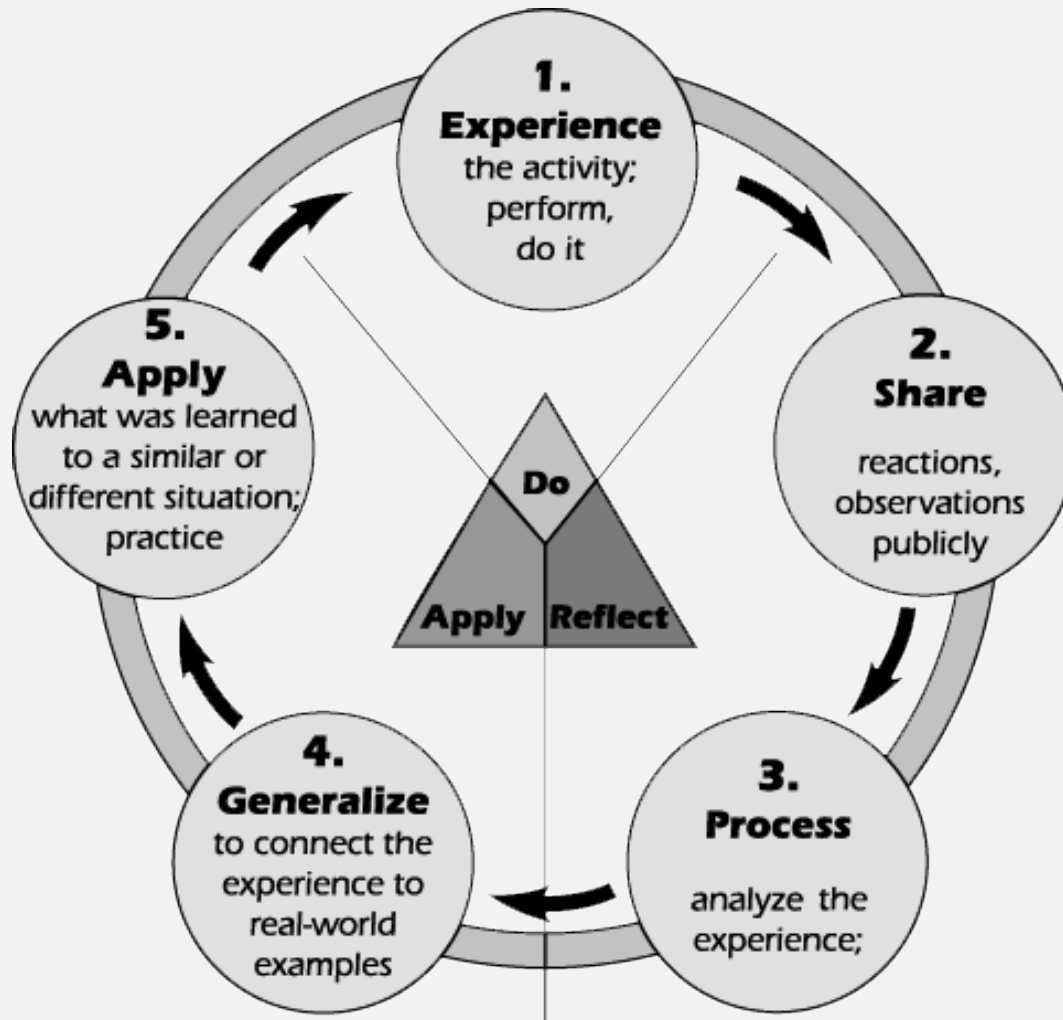 1.
Experience
the activity;
perform,
do it
2.
Share
reactions,
observations
publicly
3.
Process
analyze the
experience;
4.
Generalize
to connect the
experience to
real-world
examples
5.
Apply
what was learned
to a similar or
different situation;
practice
Do
Apply
Reflect